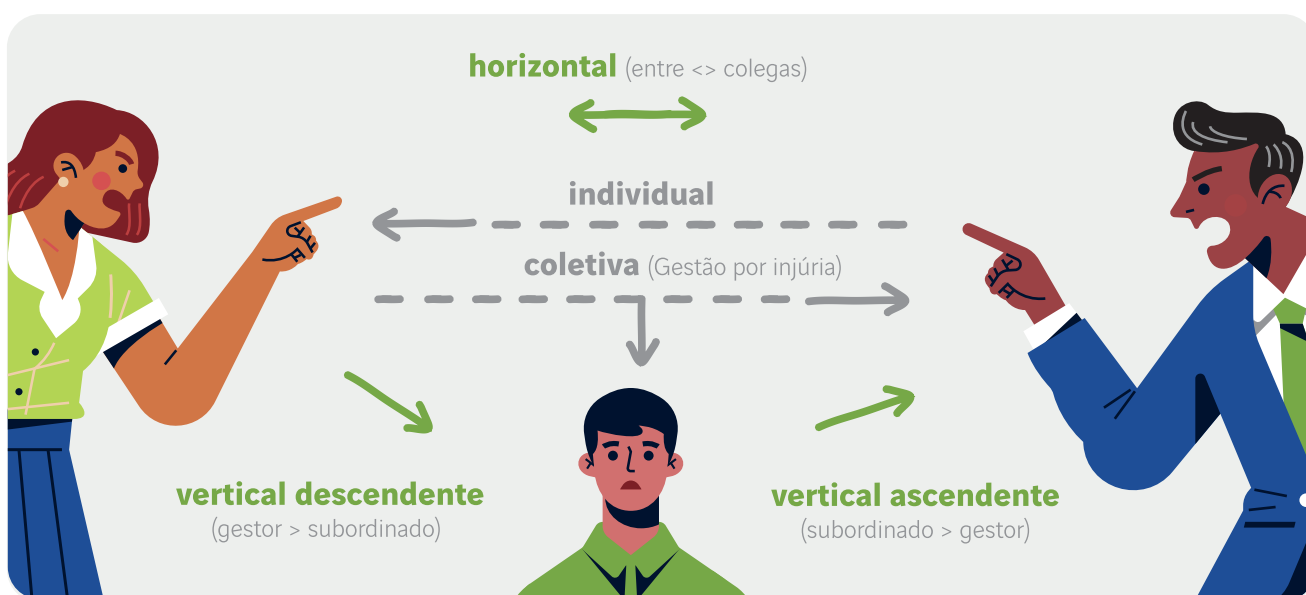 horizontal (entre <> colegas)
individual
coletiva (Gestão por injúria)
vertical descendente
(gestor > subordinado)
vertical ascendente
(subordinado > gestor)